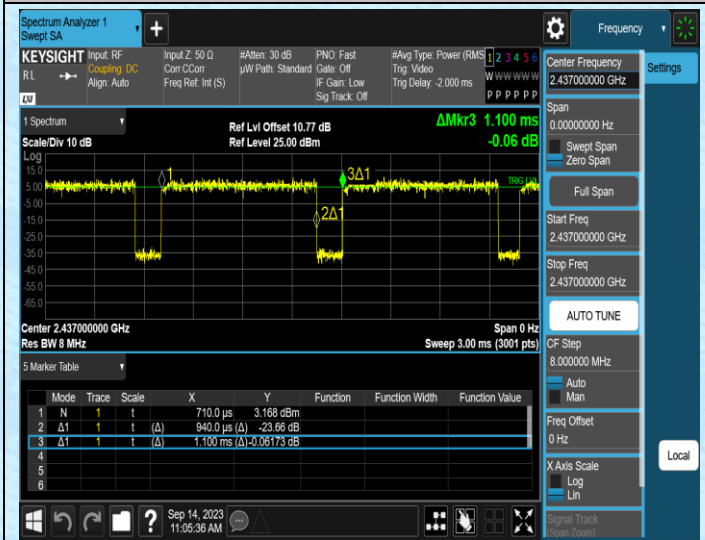 Spectrum Analyzer 1
Swept SA
Frequency
KEYSIGHT Input: RF Input Z: 50 Ω #Atten: 30 dB PNO: Fast #Avg Type: Power (RMS 1 2 3 4 5 6
RL Coupling: DC Corr CCorr µW Path: Standard Gate: Off Trig: Video W W W W W W
Align: Auto Freq Ref: Int (S) IF Gain: Low Trig Delay: -2.000 ms P P P P P P
LXI Sig Track: Off
1 Spectrum
Scale/Div 10 dB
Ref Lvl Offset 10.77 dB
Ref Level 25.00 dBm
ΔMkr3 1.100 ms
-0.06 dB
Log
15.0
5.00
-5.00
-15.0
-25.0
-35.0
-45.0
-55.0
-65.0
1
2Δ1
3Δ1
TRIG LVL
Center 2.437000000 GHz Span 0 Hz
Res BW 8 MHz Sweep 3.00 ms (3001 pts)
5 Marker Table
Mode Trace Scale X Y Function Function Width Function Value
1 N 1 t 710.0 µs 3.168 dBm
2 Δ1 1 t (Δ) 940.0 µs (Δ) -23.66 dB
3 Δ1 1 t (Δ) 1.100 ms (Δ) -0.06173 dB
4
5
6
Sep 14, 2023
11:05:36 AM
Center Frequency
2.437000000 GHz
Settings
Span
0.00000000 Hz
Swept Span
Zero Span
Full Span
Start Freq
2.437000000 GHz
Stop Freq
2.437000000 GHz
AUTO TUNE
CF Step
8.000000 MHz
Auto
Man
Freq Offset
0 Hz
X Axis Scale
Log
Lin
Local
Signal Track
(Span Zoom)